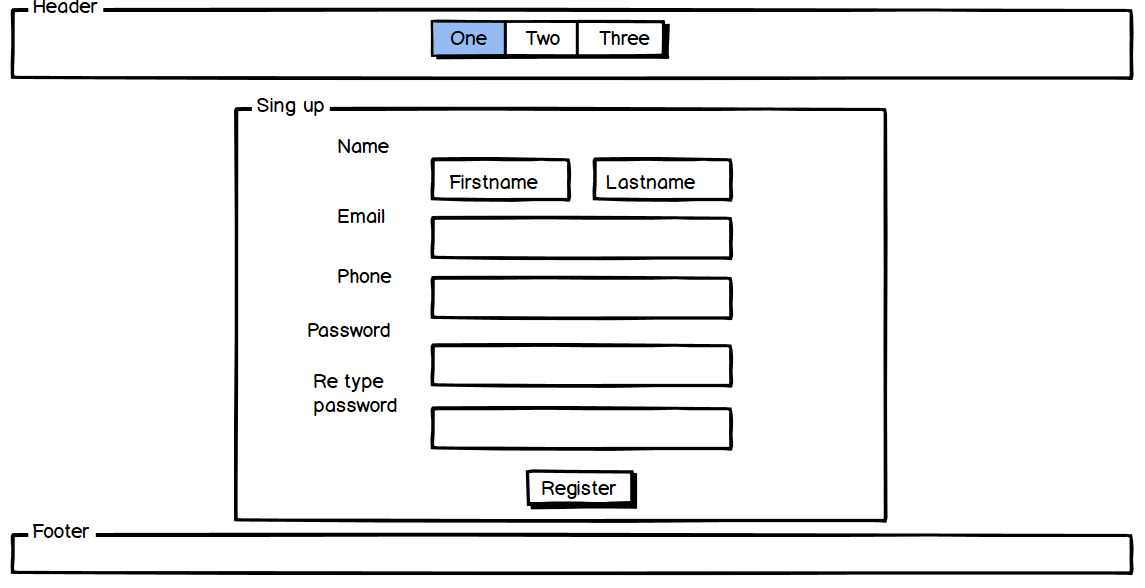 Header
One Two Three
Sing up
Name
Firstname Lastname
Email
Phone
Password
Re type
password
Register
Footer